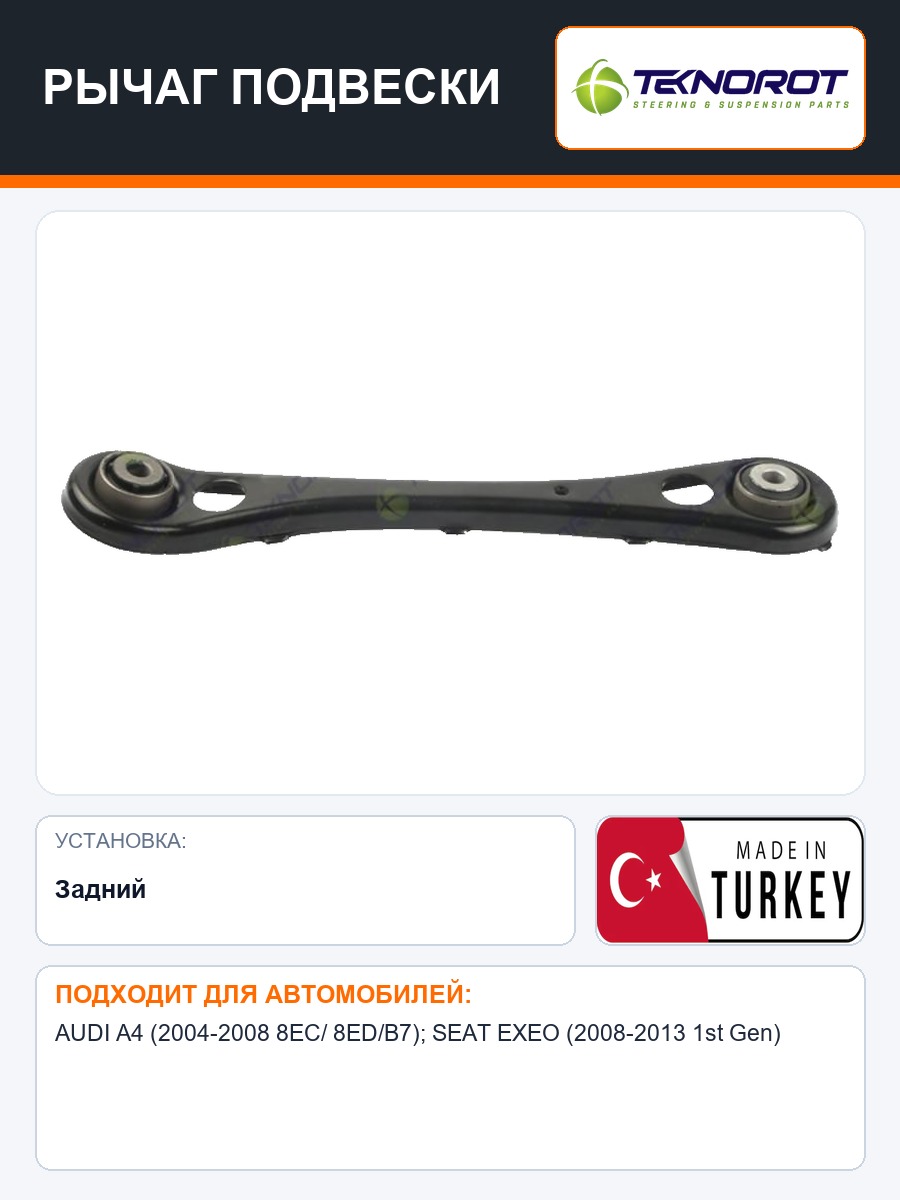 РЫЧАГ ПОДВЕСКИ
TEKNOROT
STEERING & SUSPENSION PARTS
УСТАНОВКА:
Задний
MADE IN
TURKEY
ПОДХОДИТ ДЛЯ АВТОМОБИЛЕЙ:
AUDI A4 (2004-2008 8EC/ 8ED/B7); SEAT EXEO (2008-2013 1st Gen)